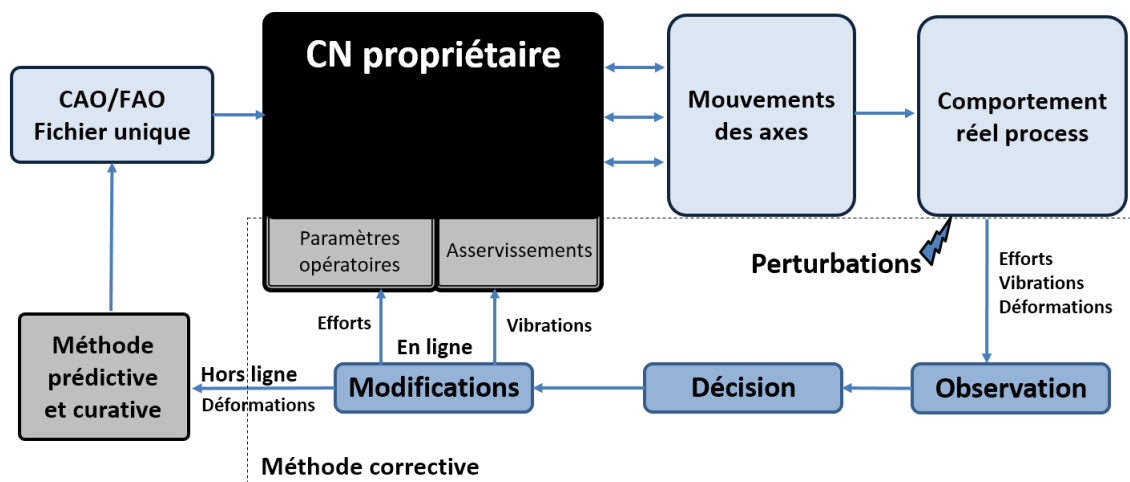 CN propriétaire
CAO/FAO
Fichier unique
Mouvements
des axes
Comportement
réel process
Paramètres
opératoires
Asservissements
Perturbations
Efforts
Vibrations
Déformations
Efforts
Vibrations
En ligne
Méthode
prédictive
et curative
Hors ligne
Déformations
Modifications
Décision
Observation
Méthode corrective